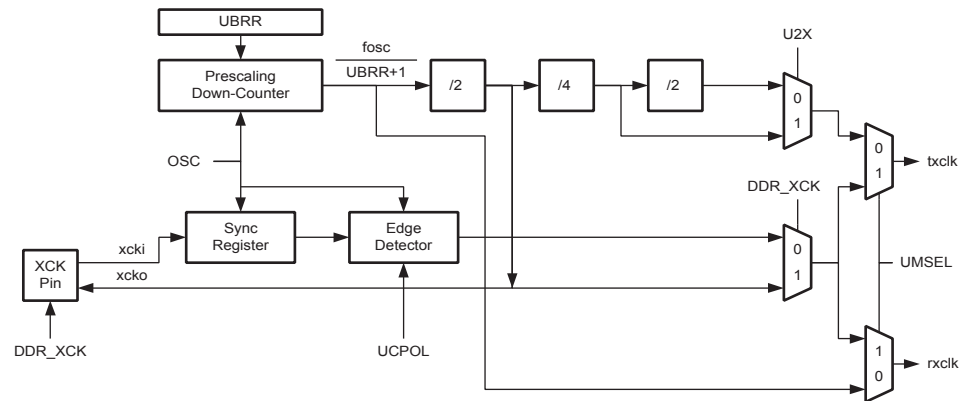 UBRR
U2X
fosc
UBRR+1
Prescaling
Down-Counter
/2
/4
/2
0
1
OSC
0
1
txclk
DDR_XCK
Sync
Register
Edge
Detector
xcki
0
1
XCK
Pin
xcko
UMSEL
DDR_XCK
UCPOL
1
0
rxclk